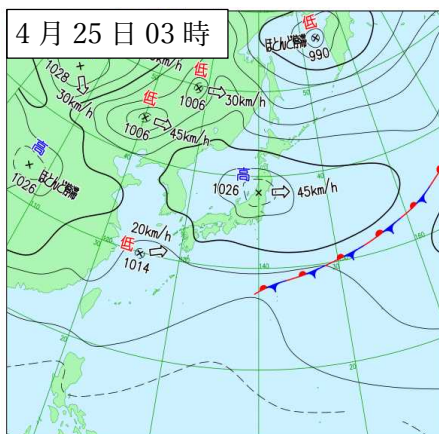 4月25日03時
低
ほとんど停滞
990
1028
30km/h
低
1006
30km/h
低
1006
45km/h
高
1026
ほとんど停滞
高
1026
45km/h
20km/h
低
1014
140